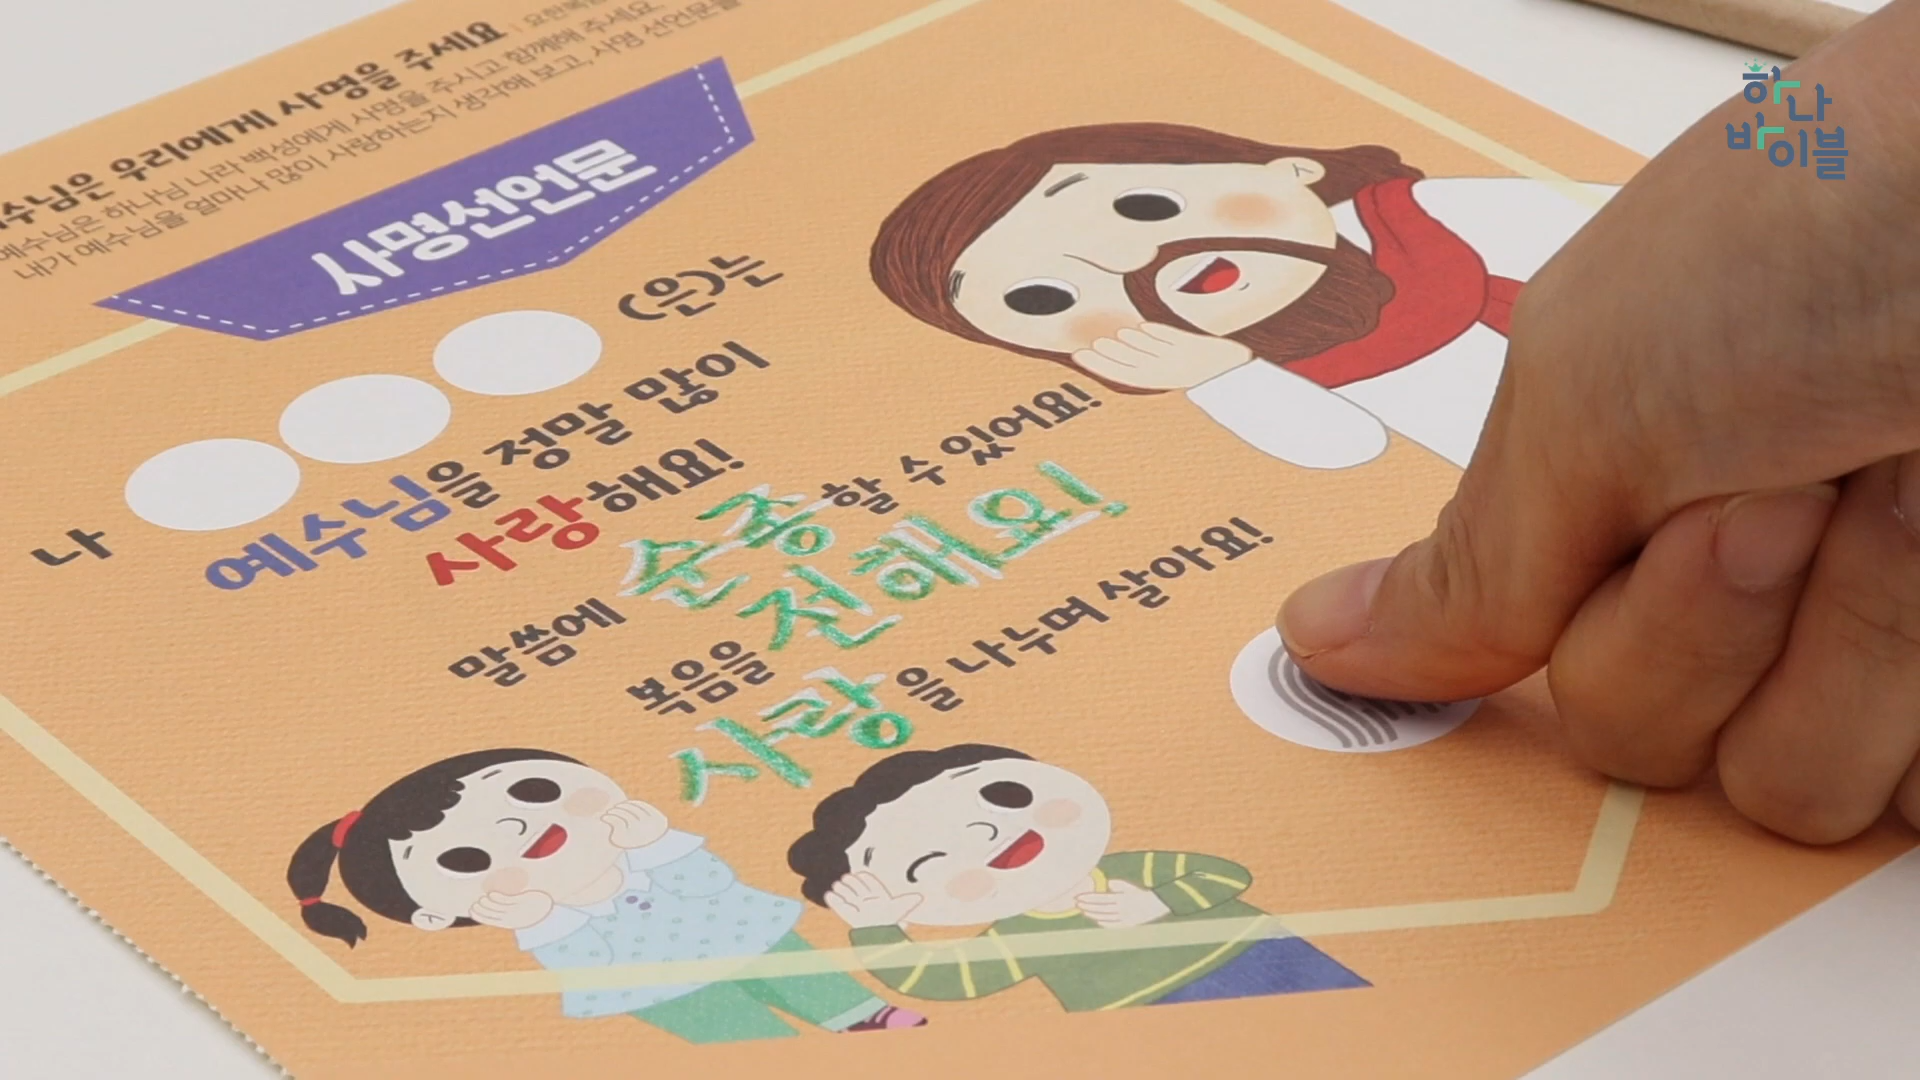 예수님은 우리에게 사명을 주세요
예수님은 하나님 나라 백성에게 사명을 주시고 함께해 주세요
내가 예수님을 얼마나 많이 사랑하는지 생각해 보고, 사명 선언문을
사명선언문
나 (은)는
예수님을 정말 많이
사랑해요!
말씀에 순종할 수 있어요!
복음을 전해요!
사랑을 나누며 살아요!
하나
바이블